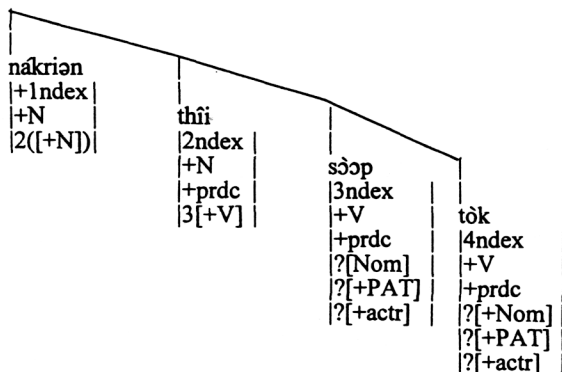 nákriən
|+1ndex|
|+N|
|2([+N])|
thîi
|2ndex|
|+N|
|+prdc|
|3[+V]|
sɔ̀ɔp
|3ndex|
|+V|
|+prdc|
|?[Nom]|
|?[+PAT]|
|?[+actr]|
tòk
|4ndex|
|+V|
|+prdc|
|?[+Nom]|
|?[+PAT]|
|?[+actr]|